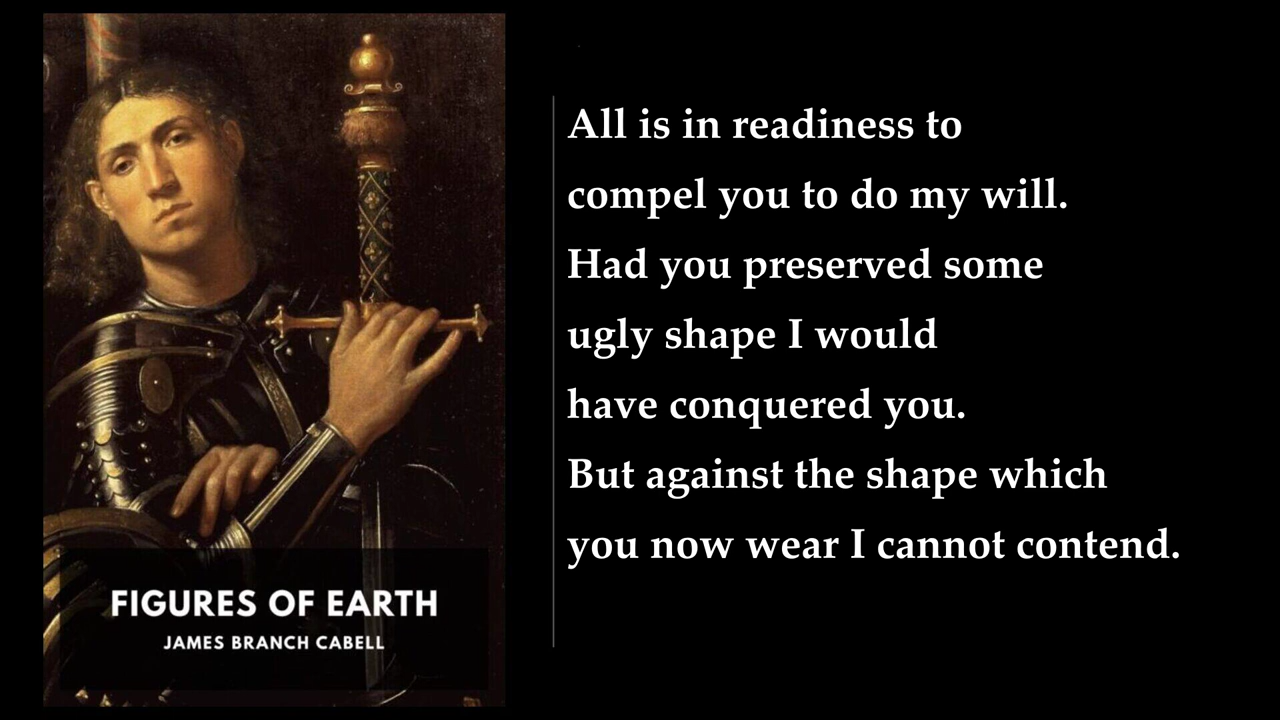 FIGURES OF EARTH
JAMES BRANCH CABELL
All is in readiness to
compel you to do my will.
Had you preserved some
ugly shape I would
have conquered you.
But against the shape which
you now wear I cannot contend.